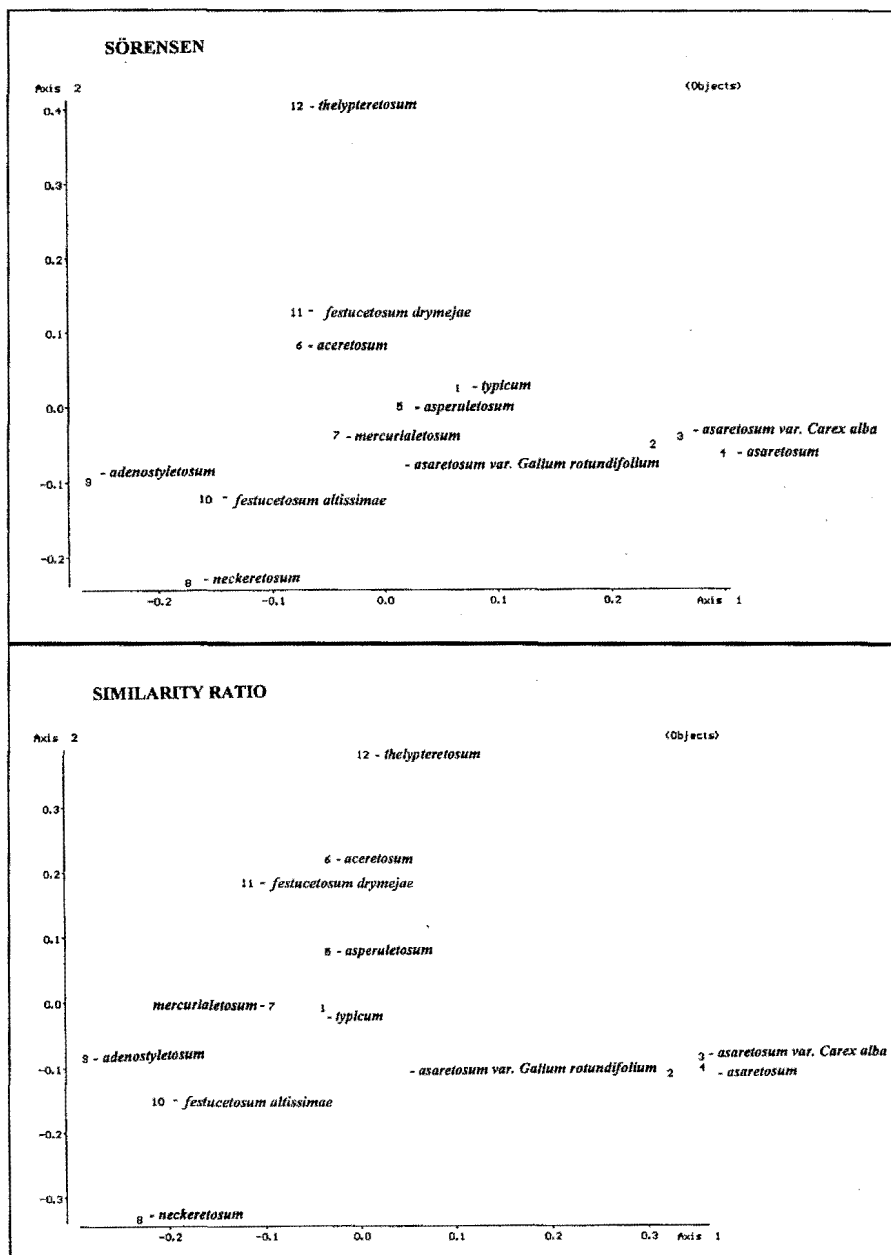 SÖRENSEN
Axis 2
<Objects>
12 - thelypteretosum
0.4
0.3
0.2
11 - festucetosum drymejae
0.1
6 - aceretosum
1 - typicum
0.0
5 - asperuletosum
7 - mercurialetosum
2
3 - asaretosum var. Carex alba
4 - asaretosum
- asaretosum var. Galium rotundifolium
9 - adenostyletosum
-0.1
10 - festucetosum altissimae
-0.2
8 - neckeretosum
-0.2 -0.1 0.0 0.1 0.2 Axis 1
SIMILARITY RATIO
Axis 2
<Objects>
12 - thelypteretosum
0.3
6 - aceretosum
0.2
11 - festucetosum drymejae
0.1
5 - asperuletosum
0.0
mercurialetosum - 7
1 - typicum
9 - adenostyletosum
3 - asaretosum var. Carex alba
-0.1
- asaretosum var. Galium rotundifolium 2
4 - asaretosum
10 - festucetosum altissimae
-0.2
-0.3
8 - neckeretosum
-0.2 -0.1 0.0 0.1 0.2 0.3 Axis 1